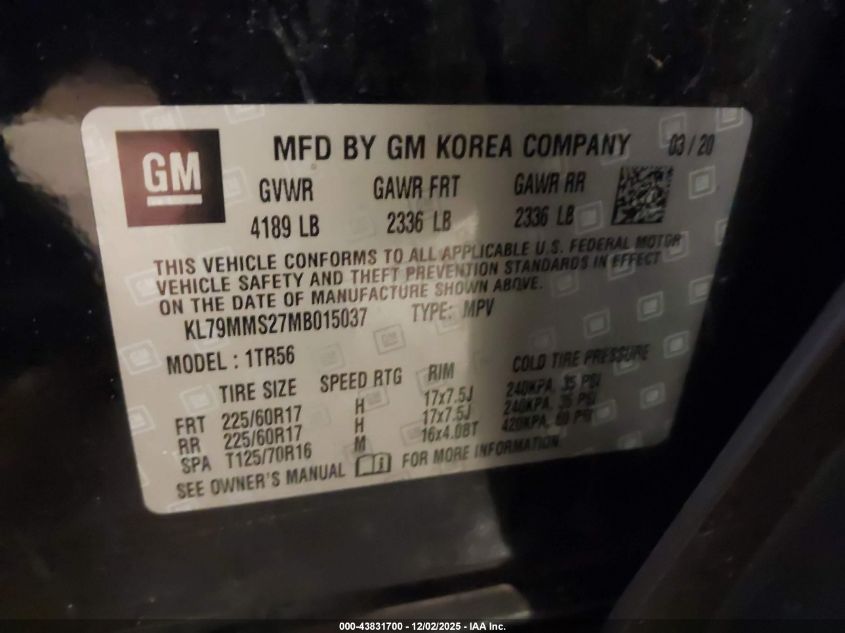 GM
MFD BY GM KOREA COMPANY 03/20
GVWR GAWR FRT GAWR RR
4189 LB 2336 LB 2336 LB
THIS VEHICLE CONFORMS TO ALL APPLICABLE U.S. FEDERAL MOTOR
VEHICLE SAFETY AND THEFT PREVENTION STANDARDS IN EFFECT
ON THE DATE OF MANUFACTURE SHOWN ABOVE.
KL79MMS27MB015037 TYPE: MPV
MODEL : 1TR56
TIRE SIZE SPEED RTG RIM COLD TIRE PRESSURE
FRT 225/60R17 H 17x7.5J 240KPA, 35 PSI
RR 225/60R17 H 17x7.5J 240KPA, 35 PSI
SPA T125/70R16 M 16x4.0BT 420KPA, 60 PSI
SEE OWNER'S MANUAL FOR MORE INFORMATION
000-43831700 - 12/02/2025 - IAA Inc.